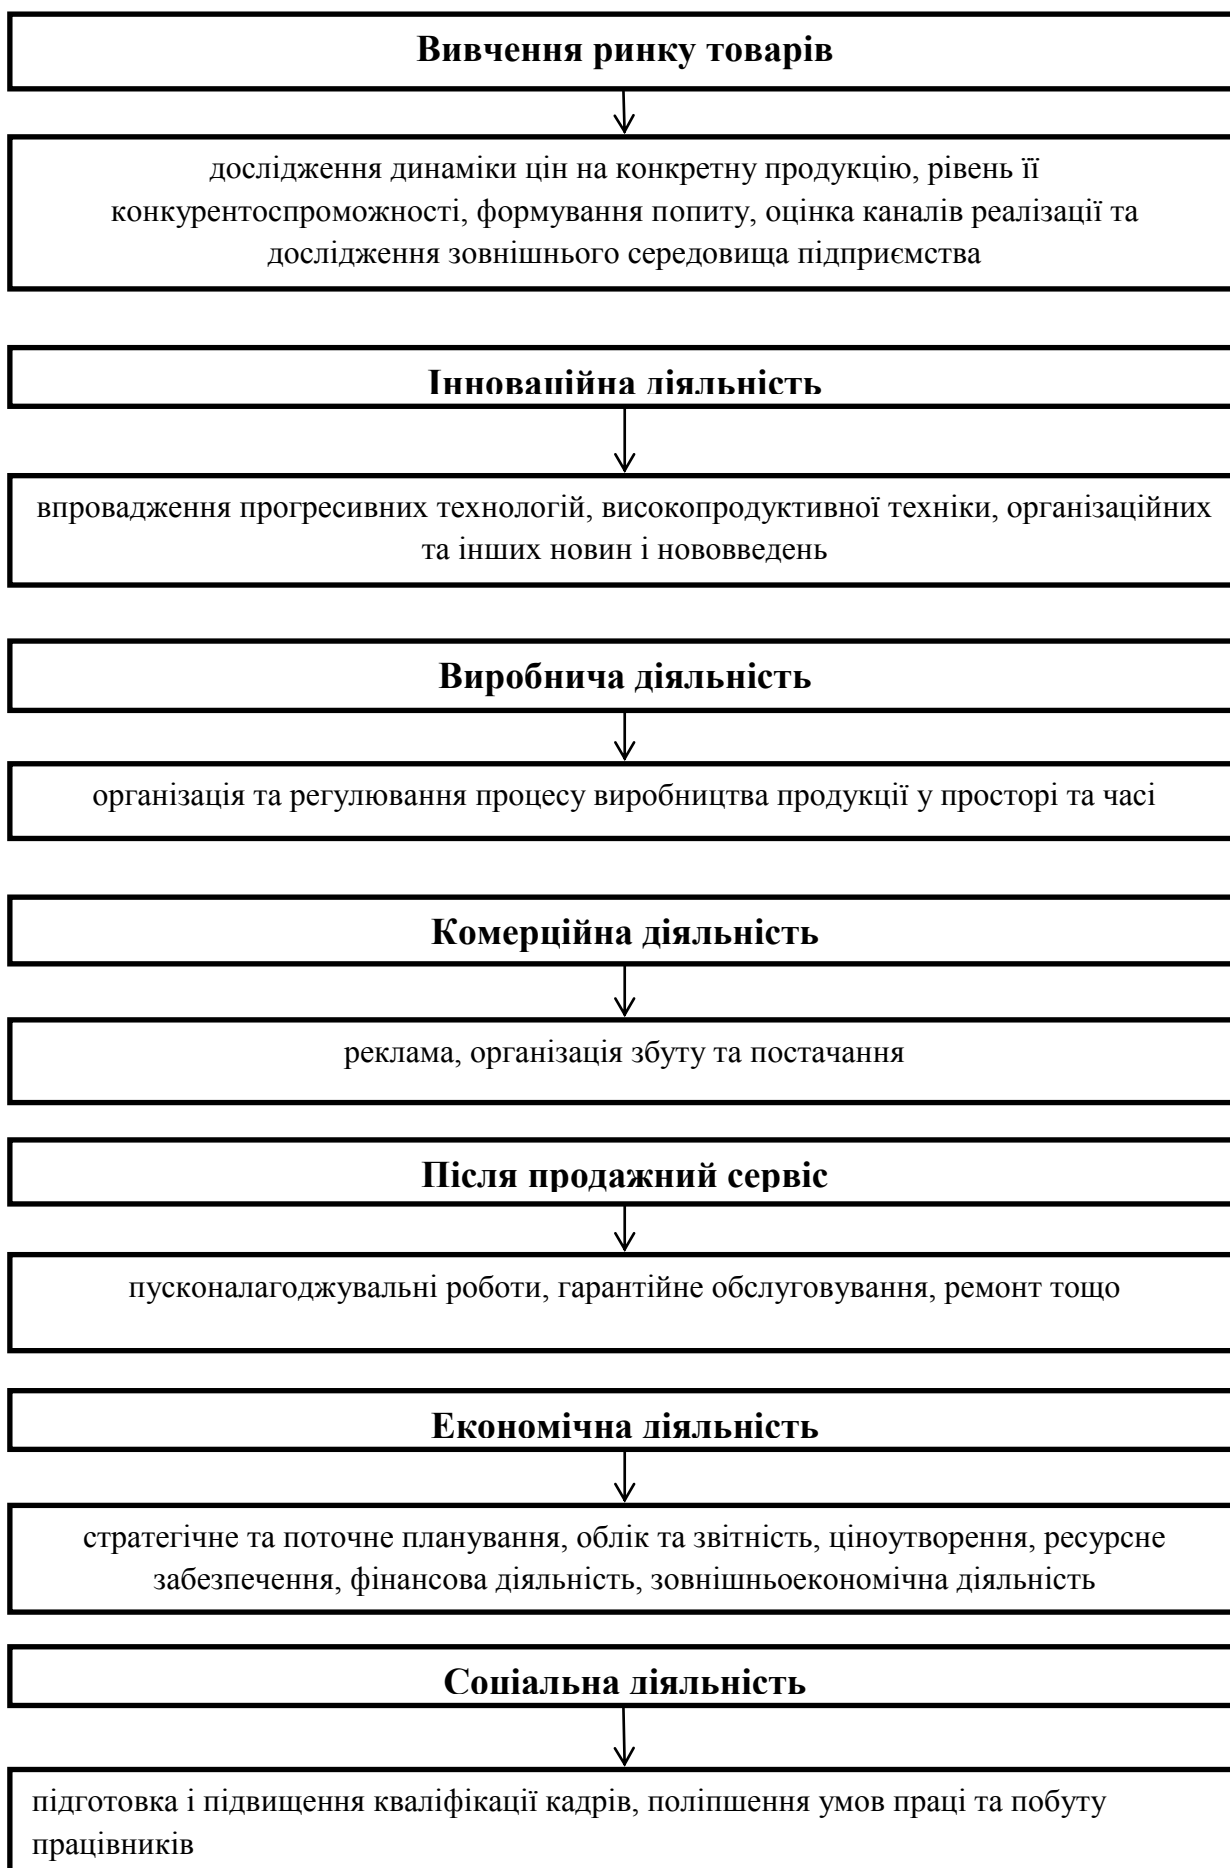 Вивчення ринку товарів
дослідження динаміки цін на конкретну продукцію, рівень її
конкурентоспроможності, формування попиту, оцінка каналів реалізації та
дослідження зовнішнього середовища підприємства
Інноваційна діяльність
впровадження прогресивних технологій, високопродуктивної техніки, організаційних
та інших новин і нововведень
Виробнича діяльність
організація та регулювання процесу виробництва продукції у просторі та часі
Комерційна діяльність
реклама, організація збуту та постачання
Після продажний сервіс
пусконалагоджувальні роботи, гарантійне обслуговування, ремонт тощо
Економічна діяльність
стратегічне та поточне планування, облік та звітність, ціноутворення, ресурсне
забезпечення, фінансова діяльність, зовнішньоекономічна діяльність
Соціальна діяльність
підготовка і підвищення кваліфікації кадрів, поліпшення умов праці та побуту
працівників